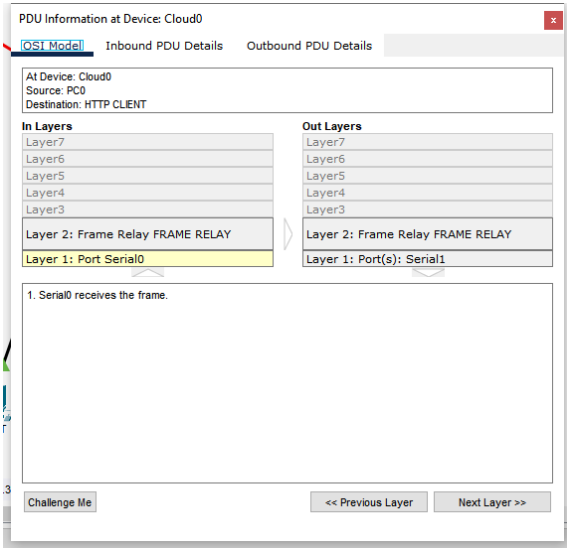 PDU Information at Device: Cloud0
x
OSI Model Inbound PDU Details Outbound PDU Details
At Device: Cloud0
Source: PC0
Destination: HTTP CLIENT
In Layers Out Layers
Layer7 Layer7
Layer6 Layer6
Layer5 Layer5
Layer4 Layer4
Layer3 Layer3
Layer 2: Frame Relay FRAME RELAY Layer 2: Frame Relay FRAME RELAY
Layer 1: Port Serial0 Layer 1: Port(s): Serial1
1. Serial0 receives the frame.
T
.3
Challenge Me << Previous Layer Next Layer >>